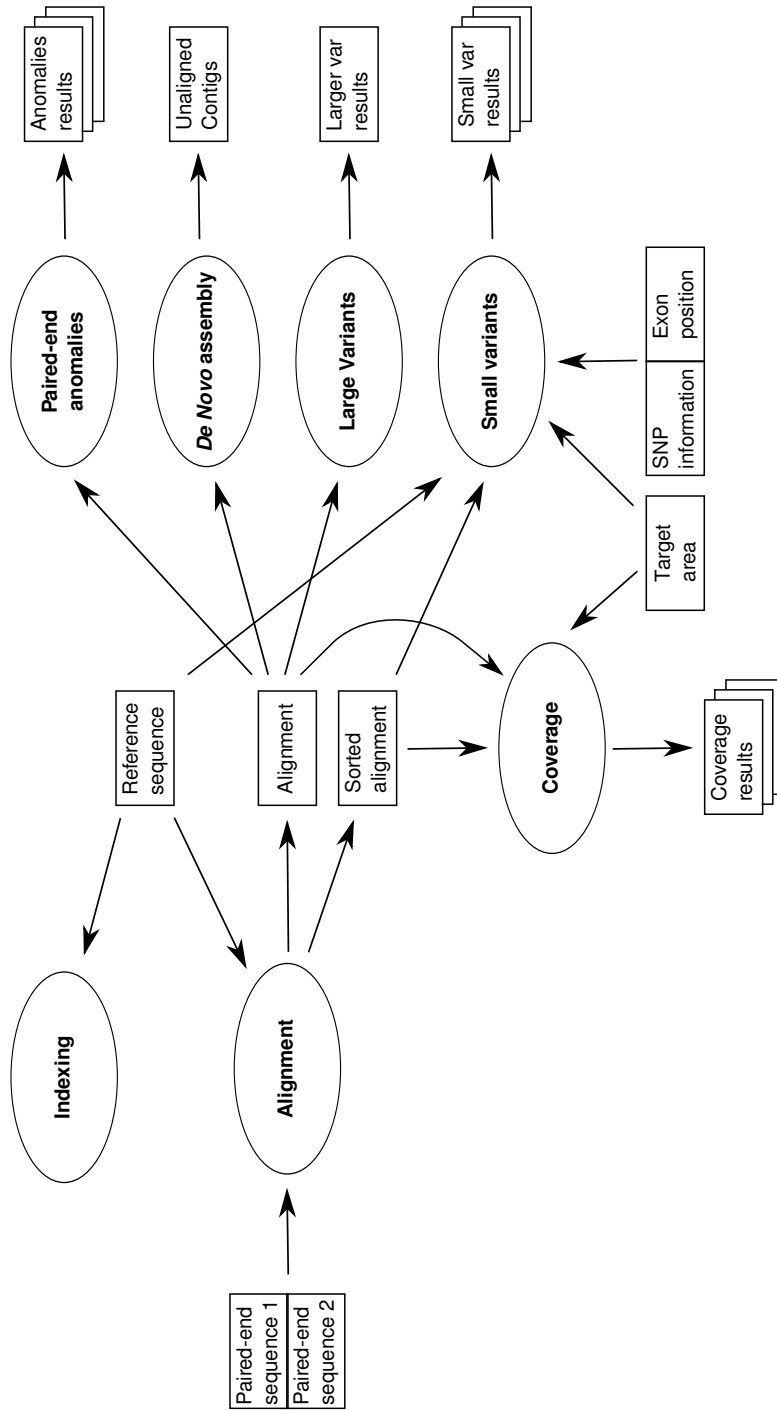 Paired-end
sequence 1
Paired-end
sequence 2
Indexing
Alignment
Reference
sequence
Alignment
Sorted
alignment
Coverage
Coverage
results
Target
area
SNP
information
Exon
position
Paired-end
anomalies
De Novo assembly
Large Variants
Small variants
Anomalies
results
Unaligned
Contigs
Larger var
results
Small var
results